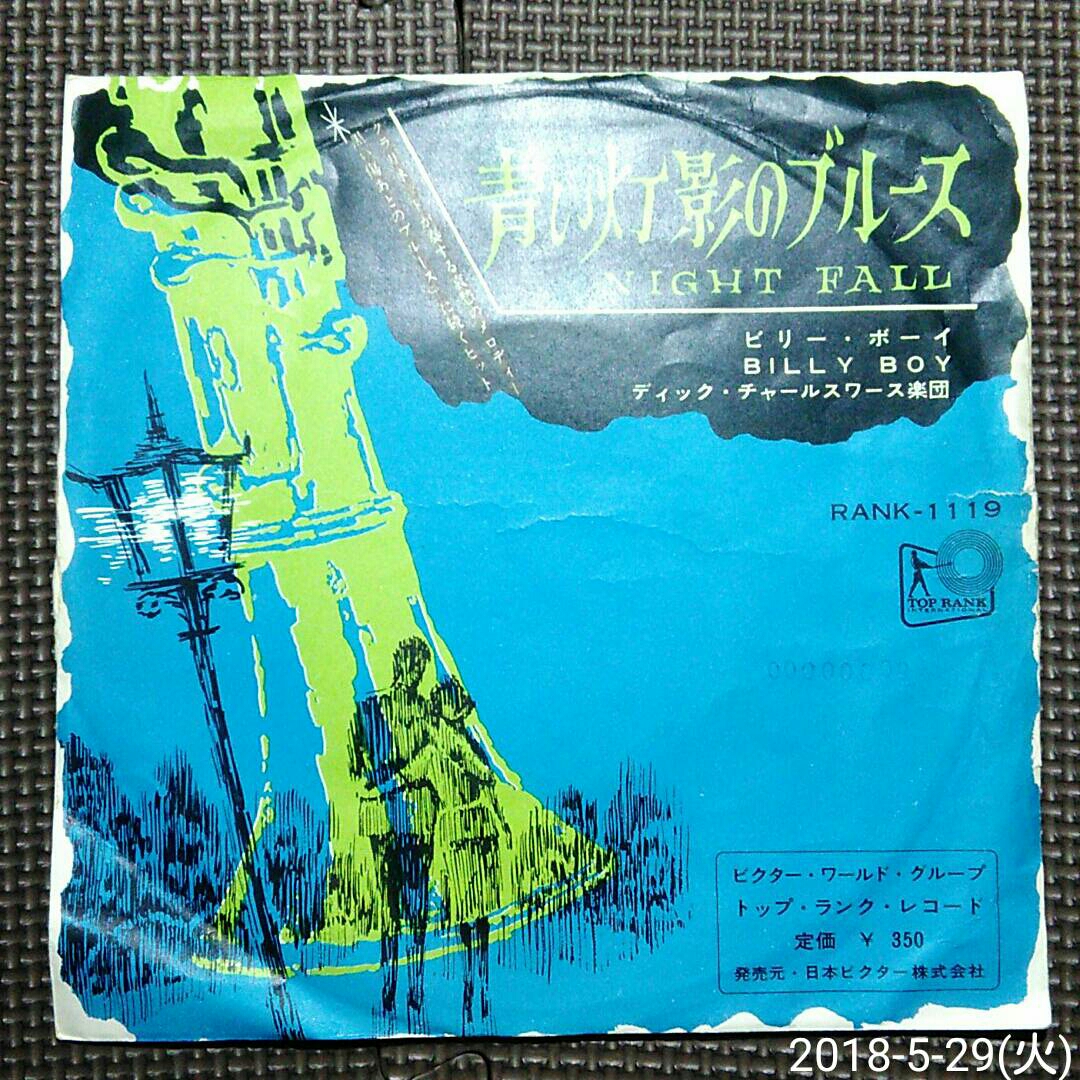 青い灯影のブルース
NIGHT FALL
ビリー・ボーイ
BILLY BOY
ディック・チャールスワース楽団
RANK-1119
TOP RANK
INTERNATIONAL
ビクター・ワールド・グループ
トップ・ランク・レコード
定価 ¥ 350
発売元・日本ビクター株式会社
2018-5-29(火)